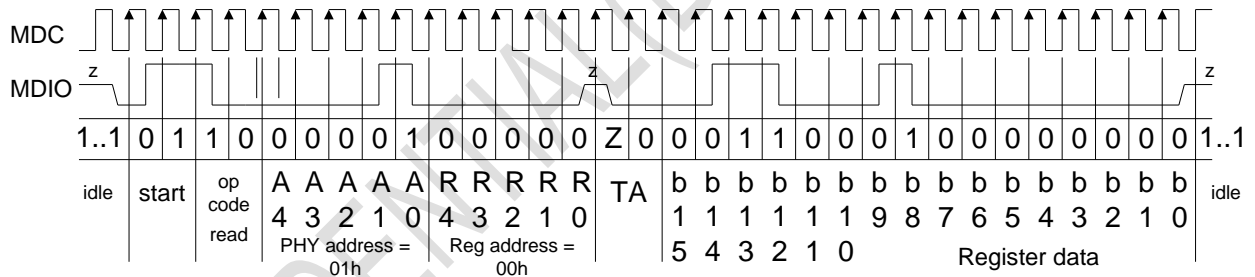 MDC
z z z
MDIO
1..1 0 1 1 0 0 0 0 0 1 0 0 0 0 0 Z 0 0 0 1 1 0 0 0 1 0 0 0 0 0 0 0 0 1..1
idle start op code read A A A A A R R R R R TA b b b b b b b b b b b b b b b b idle
4 3 2 1 0 4 3 2 1 0 1 1 1 1 1 1 9 8 7 6 5 4 3 2 1 0
5 4 3 2 1 0
PHY address = 01h
Reg address = 00h
Register data
DENTIAL(